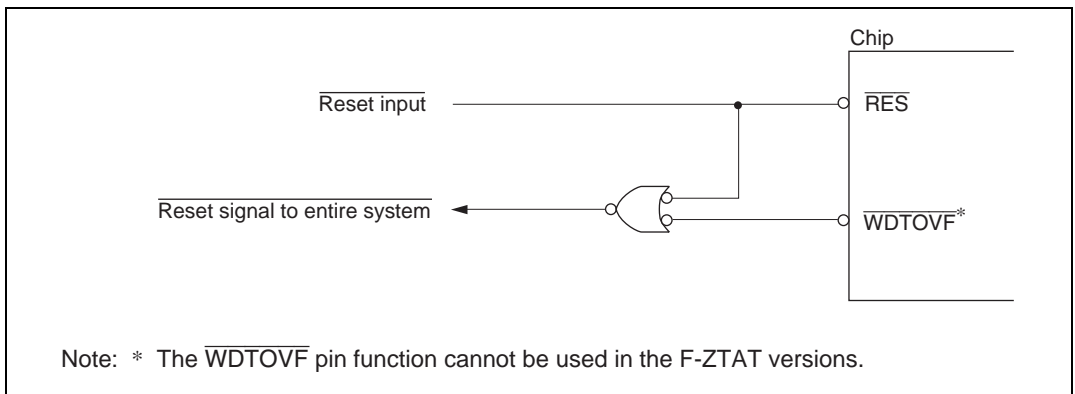 Chip
Reset input
RES
Reset signal to entire system
WDTOVF*
Note: * The WDTOVF pin function cannot be used in the F-ZTAT versions.